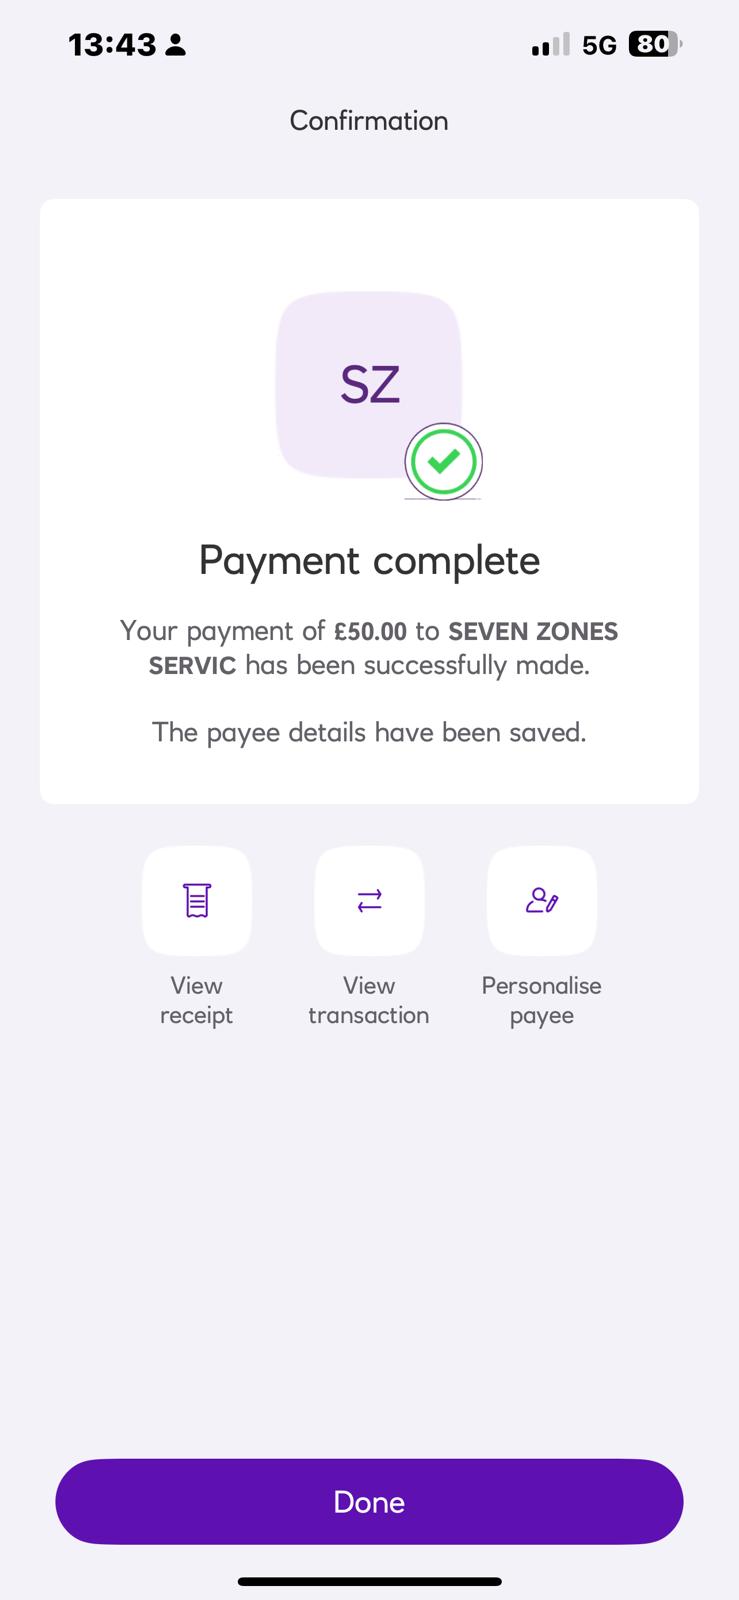 13:43
5G
80
Confirmation
SZ
Payment complete
Your payment of £50.00 to SEVEN ZONES
SERVIC has been successfully made.
The payee details have been saved.
View
receipt
View
transaction
Personalise
payee
Done